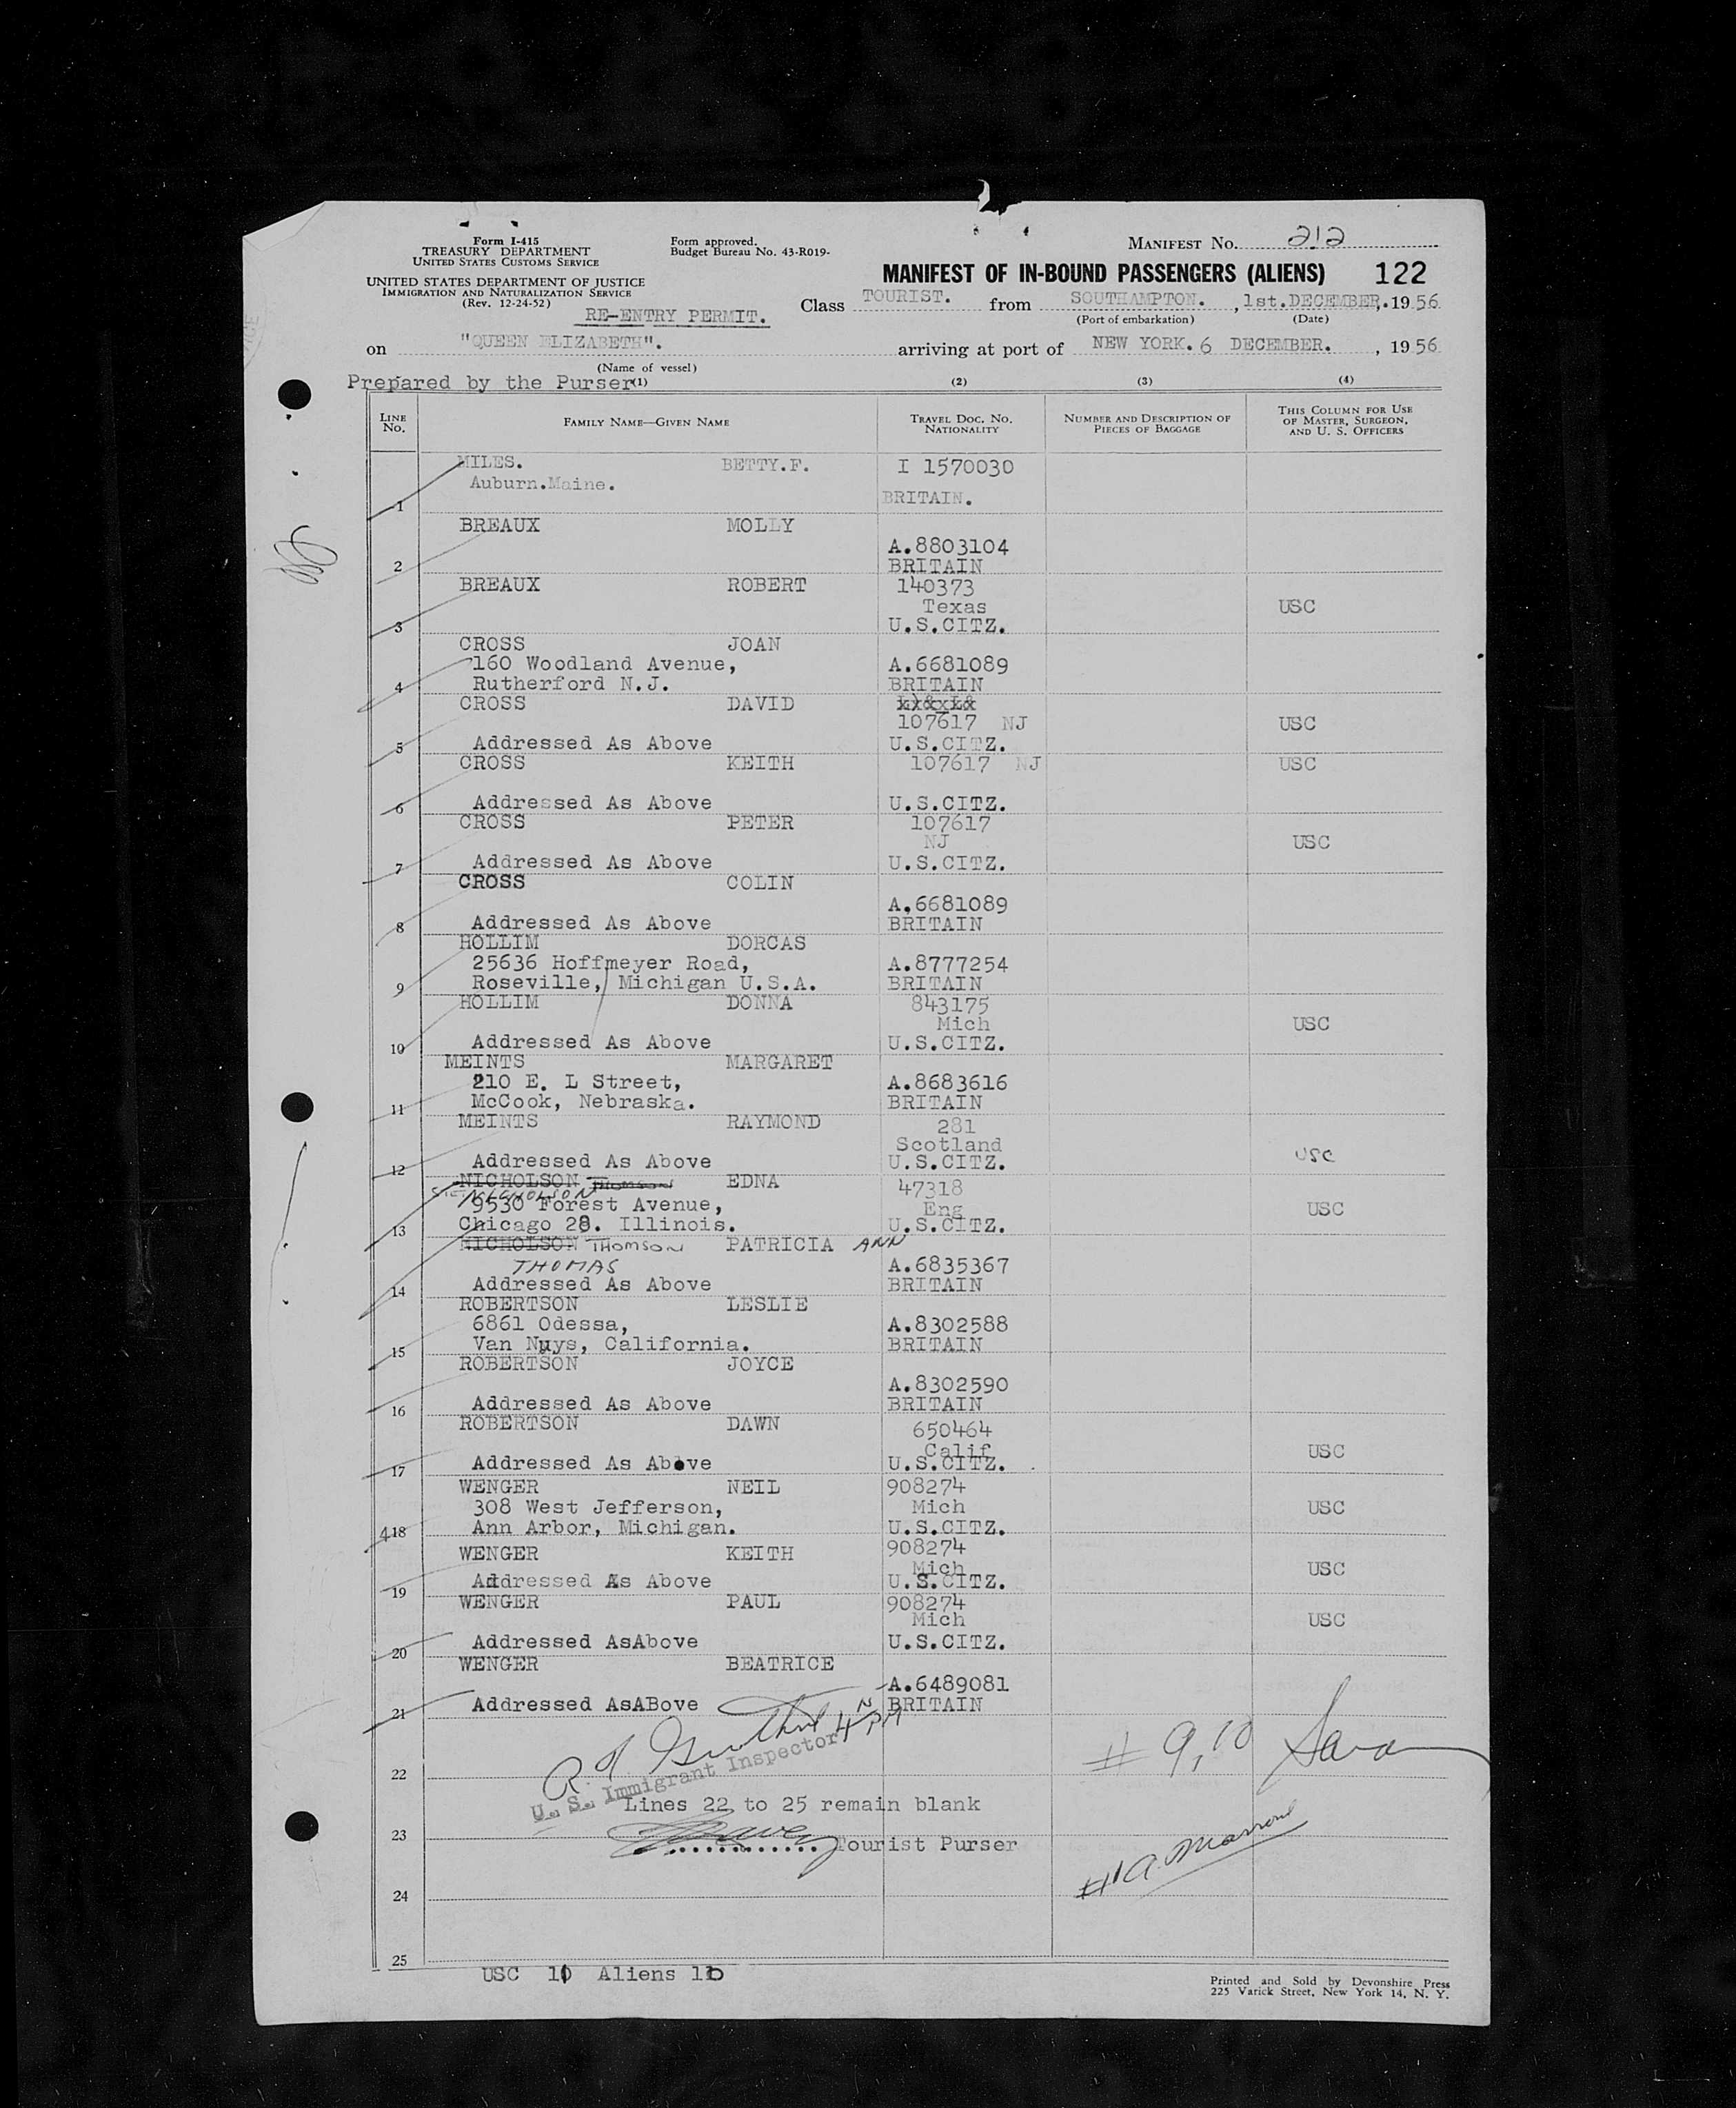 Form I-415
TREASURY DEPARTMENT
UNITED STATES CUSTOMS SERVICE
UNITED STATES DEPARTMENT OF JUSTICE
IMMIGRATION AND NATURALIZATION SERVICE
(Rev. 12-24-52)
Form approved.
Budget Bureau No. 43-R019-
MANIFEST NO. 212
MANIFEST OF IN-BOUND PASSENGERS (ALIENS) 122
RE-ENTRY PERMIT.
Class TOURIST. from SOUTHAMPTON. , 1st.DECEMBER,.1956
(Port of embarkation) (Date)
on "QUEEN ELIZABETH". arriving at port of NEW YORK. 6 DECEMBER. , 1956
(Name of vessel)
Prepared by the Purser (1) (2) (3) (4)
LINE NO. FAMILY NAME—GIVEN NAME TRAVEL DOC. NO. NATIONALITY NUMBER AND DESCRIPTION OF PIECES OF BAGGAGE THIS COLUMN FOR USE OF MASTER, SURGEON, AND U. S. OFFICERS
MILES. BETTY.F. I 1570030
Auburn.Maine.
1 BRITAIN.
BREAUX MOLLY
A.8803104
2 BRITAIN
BREAUX ROBERT 140373
Texas USC
3 U.S.CITZ.
CROSS JOAN
160 Woodland Avenue, A.6681089
4 Rutherford N.J. BRITAIN
CROSS DAVID
107617 NJ USC
5 Addressed As Above U.S.CITZ.
CROSS KEITH 107617 NJ USC
6 Addressed As Above U.S.CITZ.
CROSS PETER 107617
NJ USC
7 Addressed As Above U.S.CITZ.
CROSS COLIN
A.6681089
8 Addressed As Above BRITAIN
HOLLIM DORCAS
25636 Hoffmeyer Road, A.8777254
9 Roseville, Michigan U.S.A. BRITAIN
HOLLIM DONNA 843175
Mich USC
10 Addressed As Above U.S.CITZ.
MEINTS MARGARET
210 E. L Street, A.8683616
11 McCook, Nebraska. BRITAIN
MEINTS RAYMOND 281
Scotland USC
12 Addressed As Above U.S.CITZ.
NICHOLSON THOMSON EDNA 47318
NICHOLSON
9530 Forest Avenue, Eng USC
13 Chicago 28. Illinois. U.S.CITZ.
NICHOLSON THOMSON PATRICIA ANN
THOMAS A.6835367
14 Addressed As Above BRITAIN
ROBERTSON LESLIE
6861 Odessa, A.8302588
15 Van Nuys, California. BRITAIN
ROBERTSON JOYCE
A.8302590
16 Addressed As Above BRITAIN
ROBERTSON DAWN 650464
Calif USC
17 Addressed As Above U.S.CITZ.
WENGER NEIL 908274
308 West Jefferson, Mich USC
18 Ann Arbor, Michigan. U.S.CITZ.
WENGER KEITH 908274
Mich USC
19 Addressed As Above U.S.CITZ.
WENGER PAUL 908274
Mich USC
20 Addressed AsAbove U.S.CITZ.
WENGER BEATRICE
A.6489081
21 Addressed AsABove BRITAIN
4 PM
# 9,10
U. S. Immigrant Inspector
22
Lines 22 to 25 remain blank
23 ............ Tourist Purser
24
25
USC 10 Aliens 11
Printed and Sold by Devonshire Press
225 Varick Street, New York 14, N. Y.